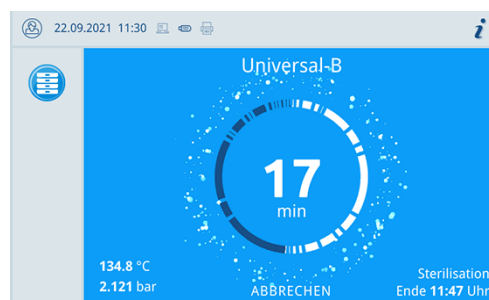 22.09.2021 11:30
i
Universal-B
17
min
134.8 °C
2.121 bar
ABBRECHEN
Sterilisation
Ende 11:47 Uhr